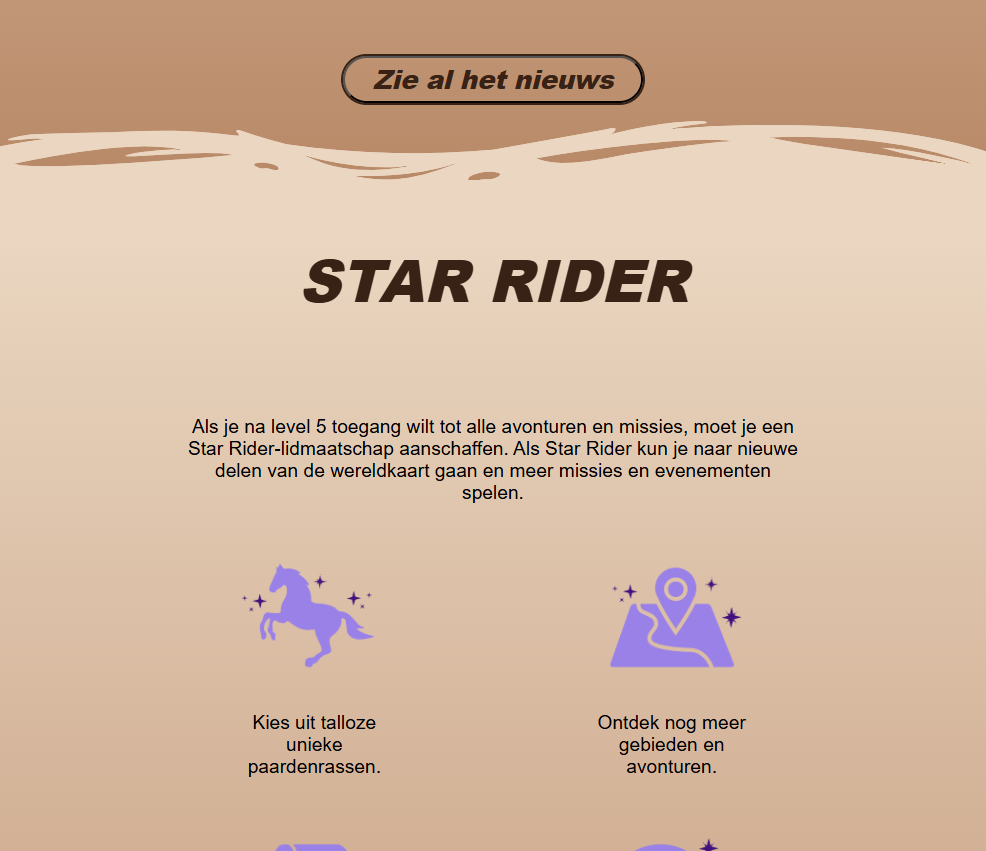 Zie al het nieuws
STAR RIDER
Als je na level 5 toegang wilt tot alle avonturen en missies, moet je een
Star Rider-lidmaatschap aanschaffen. Als Star Rider kun je naar nieuwe
delen van de wereldkaart gaan en meer missies en evenementen
spelen.
Kies uit talloze
unieke
paardenrassen.
Ontdek nog meer
gebieden en
avonturen.